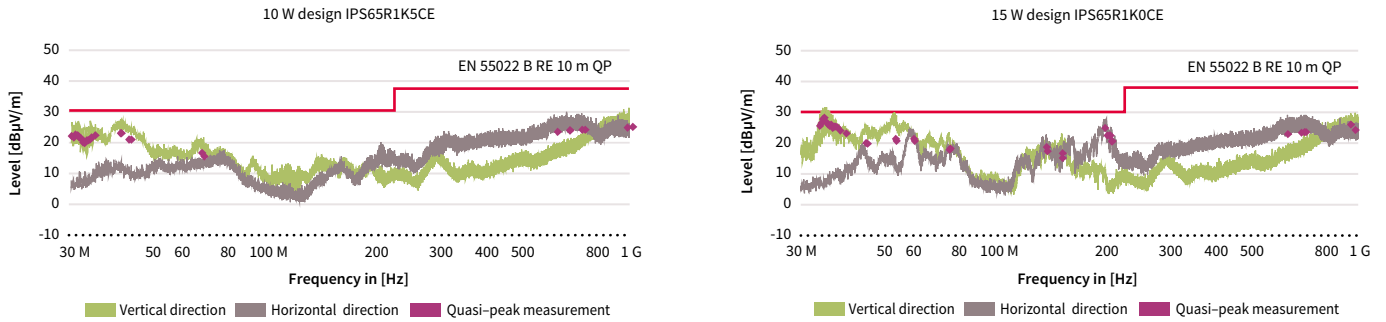 10 W design IPS65R1K5CE
50
40
30
20
10
0
-10
Level [dBµV/m]
EN 55022 B RE 10 m QP
30 M 50 60 80 100 M 200 300 400 500 800 1 G
Frequency in [Hz]
Vertical direction Horizontal direction Quasi–peak measurement
15 W design IPS65R1K0CE
50
40
30
20
10
0
-10
Level [dBµV/m]
EN 55022 B RE 10 m QP
30 M 50 60 80 100 M 200 300 400 500 800 1 G
Frequency in [Hz]
Vertical direction Horizontal direction Quasi–peak measurement